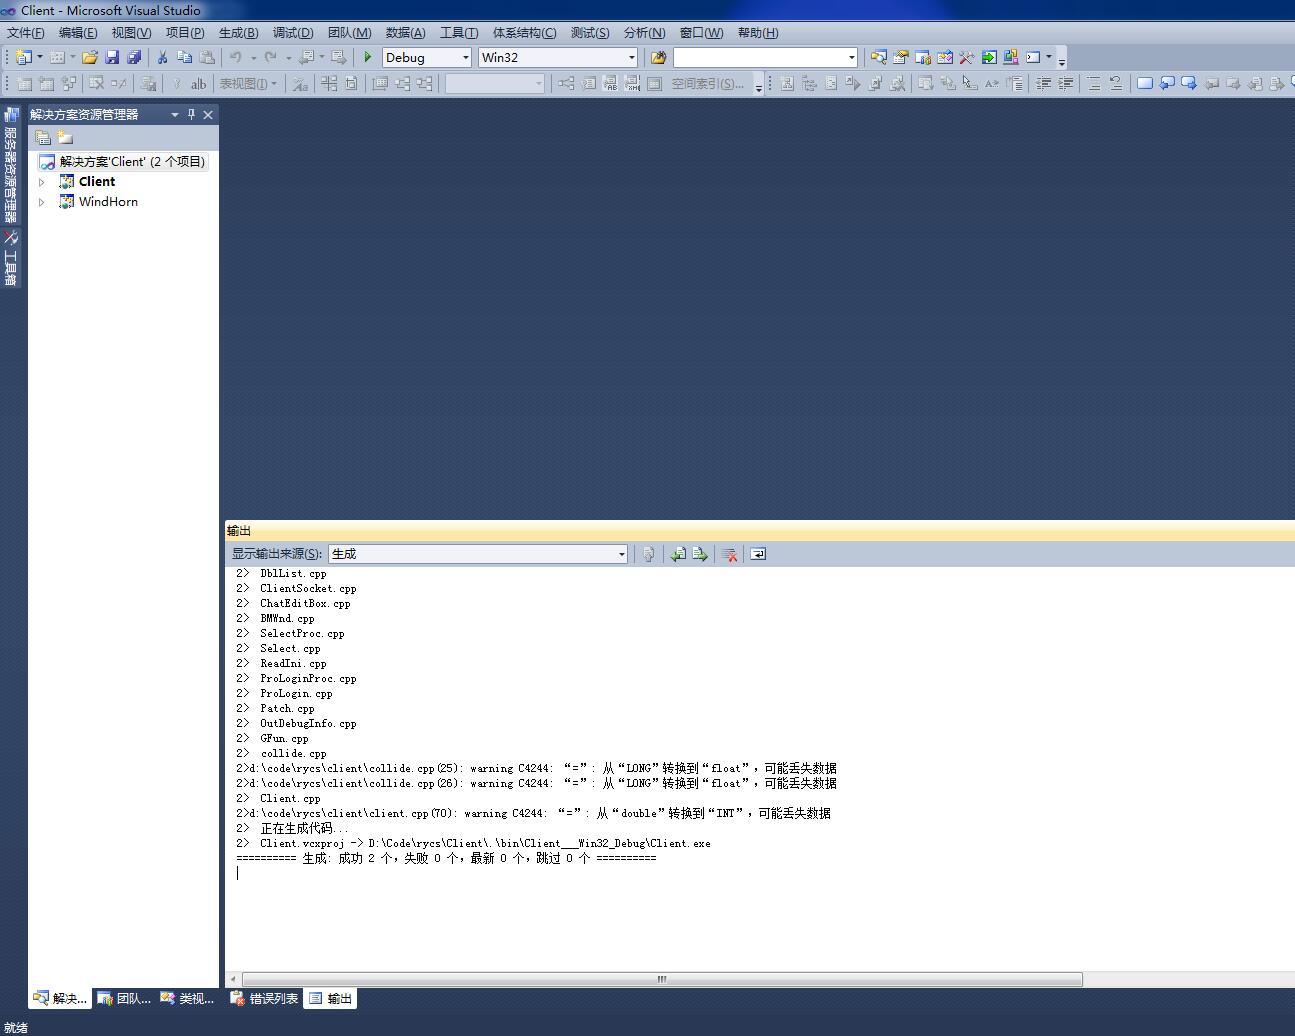 Client - Microsoft Visual Studio
文件(F) 编辑(E) 视图(V) 项目(P) 生成(B) 调试(D) 团队(M) 数据(A) 工具(T) 体系结构(C) 测试(S) 分析(N) 窗口(W) 帮助(H)
Debug Win32
ab 表视图(I) 空间索引(S)...
服务器资源管理器
工具箱
解决方案资源管理器
解决方案'Client' (2 个项目)
Client
WindHorn
输出
显示输出来源(S): 生成
2>  DblList.cpp
2>  ClientSocket.cpp
2>  ChatEditBox.cpp
2>  BMWnd.cpp
2>  SelectProc.cpp
2>  Select.cpp
2>  ReadIni.cpp
2>  ProLoginProc.cpp
2>  ProLogin.cpp
2>  Patch.cpp
2>  OutDebugInfo.cpp
2>  GFun.cpp
2>  collide.cpp
2>d:\code\rycs\client\collide.cpp(25): warning C4244: “=”: 从“LONG”转换到“float”，可能丢失数据
2>d:\code\rycs\client\collide.cpp(26): warning C4244: “=”: 从“LONG”转换到“float”，可能丢失数据
2>  Client.cpp
2>d:\code\rycs\client\client.cpp(70): warning C4244: “=”: 从“double”转换到“INT”，可能丢失数据
2>  正在生成代码...
2>  Client.vcxproj -> D:\Code\rycs\Client\.\bin\Client___Win32_Debug\Client.exe
========== 生成: 成功 2 个，失败 0 个，最新 0 个，跳过 0 个 ==========
解决... 团队... 类视... 错误列表 输出
就绪